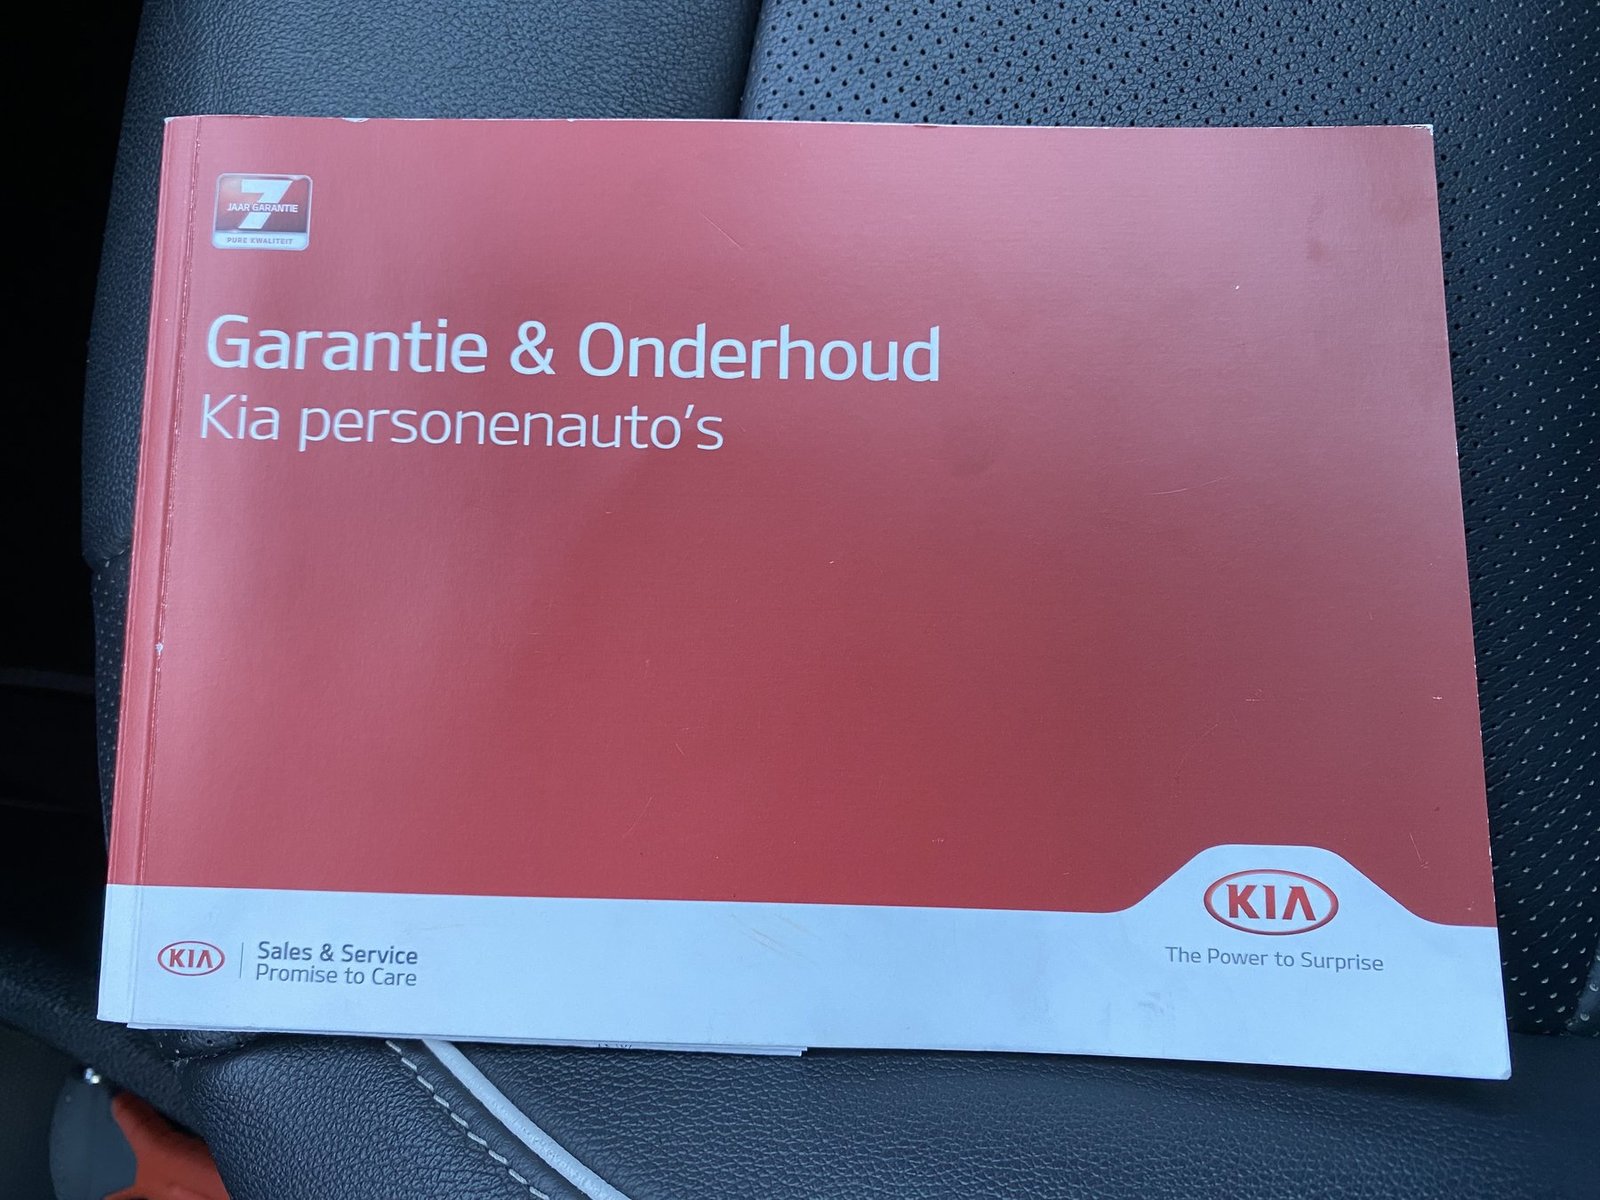 7
JAAR GARANTIE
PURE KWALITEIT
Garantie & Onderhoud
Kia personenauto's
KIA
Sales & Service
Promise to Care
KIA
The Power to Surprise